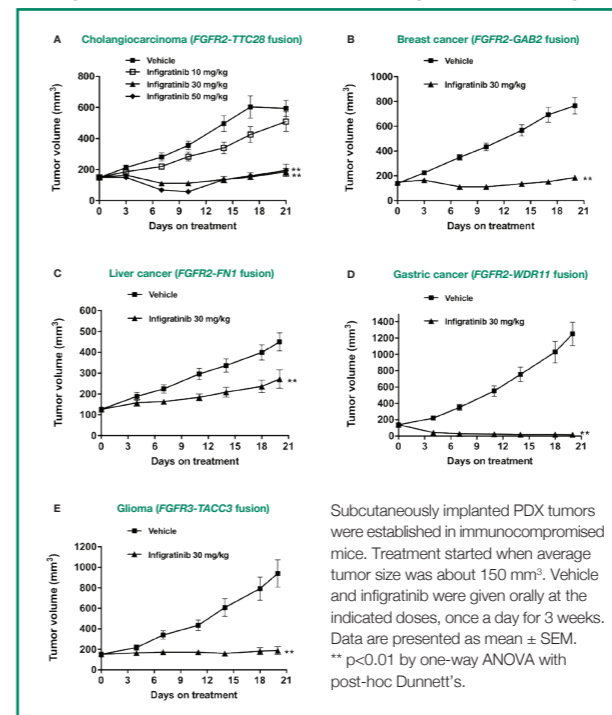 A Cholangiocarcinoma (FGFR2-TTC28 fusion)
Vehicle
Infigratinib 10 mg/kg
Infigratinib 30 mg/kg
Infigratinib 50 mg/kg
Tumor volume (mm³)
800
600
400
200
0
**
**
0 3 6 9 12 15 18 21
Days on treatment
B Breast cancer (FGFR2-GAB2 fusion)
Vehicle
Infigratinib 30 mg/kg
Tumor volume (mm³)
1000
800
600
400
200
0
**
0 3 6 9 12 15 18 21
Days on treatment
C Liver cancer (FGFR2-FN1 fusion)
Vehicle
Infigratinib 30 mg/kg
Tumor volume (mm³)
600
500
400
300
200
100
0
**
0 3 6 9 12 15 18 21
Days on treatment
D Gastric cancer (FGFR2-WDR11 fusion)
Vehicle
Infigratinib 30 mg/kg
Tumor volume (mm³)
1400
1200
1000
800
600
400
200
0
**
0 3 6 9 12 15 18 21
Days on treatment
E Glioma (FGFR3-TACC3 fusion)
Vehicle
Infigratinib 30 mg/kg
Tumor volume (mm³)
1200
1000
800
600
400
200
0
**
0 3 6 9 12 15 18 21
Days on treatment
Subcutaneously implanted PDX tumors
were established in immunocompromised
mice. Treatment started when average
tumor size was about 150 mm³. Vehicle
and infigratinib were given orally at the
indicated doses, once a day for 3 weeks.
Data are presented as mean ± SEM.
** p<0.01 by one-way ANOVA with
post-hoc Dunnett's.